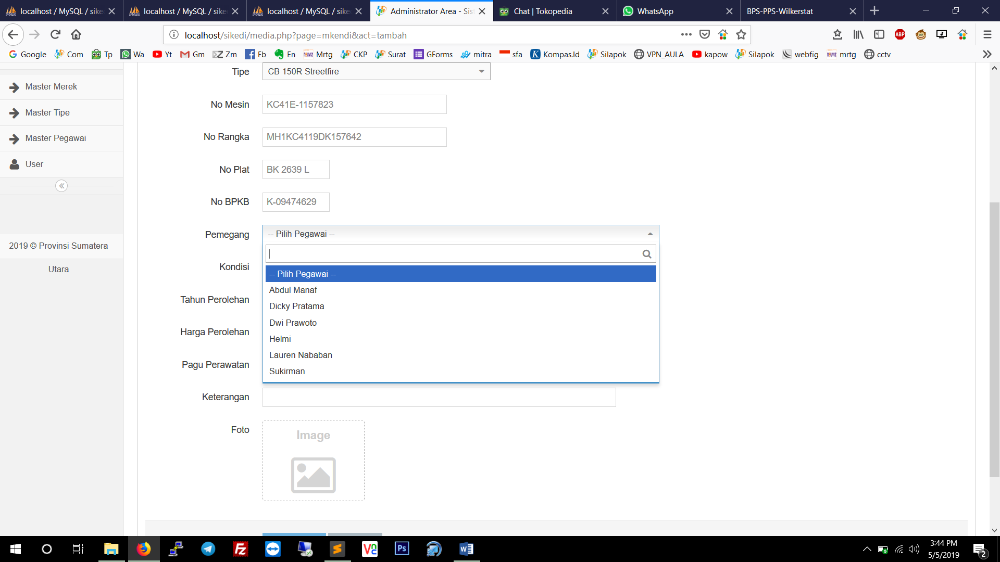 localhost / MySQL / sike
localhost / MySQL / sike
localhost / MySQL / sike
Administrator Area - Sis
Chat | Tokopedia
WhatsApp
BPS-PPS-Wilkerstat
localhost/sikedi/media.php?page=mkendi&act=tambah
ABP
Google
Com
Tp
Wa
Yt
Gm
Zm
Fb
En
Mrtg
CKP
Surat
GForms
mitra
sfa
Kompas.Id
Silapok
VPN_AULA
kapow
Silapok
webfig
mrtg
cctv
Master Merek
Master Tipe
Master Pegawai
User
2019 © Provinsi Sumatera
Utara
Tipe
CB 150R Streetfire
No Mesin
KC41E-1157823
No Rangka
MH1KC4119DK157642
No Plat
BK 2639 L
No BPKB
K-09474629
Pemegang
-- Pilih Pegawai --
-- Pilih Pegawai --
Abdul Manaf
Dicky Pratama
Dwi Prawoto
Helmi
Lauren Nababan
Sukirman
Kondisi
Tahun Perolehan
Harga Perolehan
Pagu Perawatan
Keterangan
Foto
Image
3:44 PM
5/5/2019
2